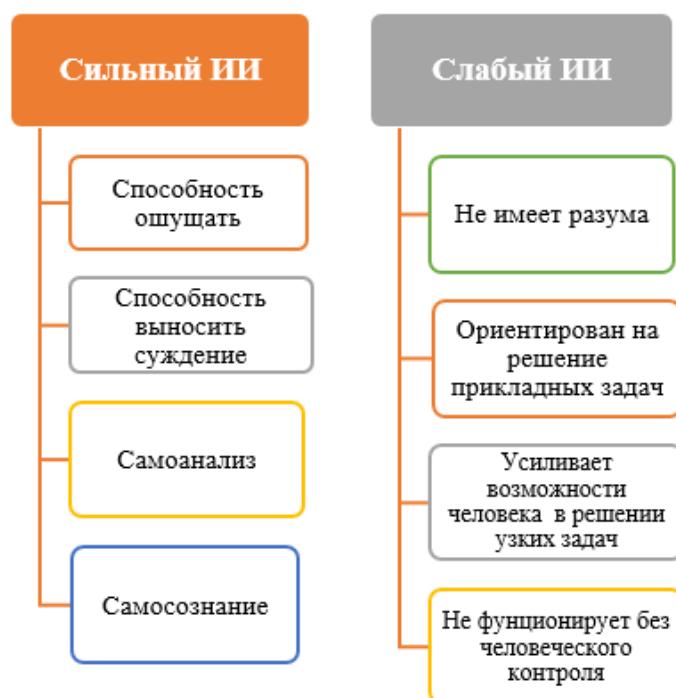 Сильный ИИ
Способность
ошущать
Способность
выносить
суждение
Самоанализ
Самосознание
Слабый ИИ
Не имеет разума
Ориентирован на
решение
прикладных задач
Усиливает
возможности
человека в решении
узких задач
Не фунционирует без
человеческого
контроля